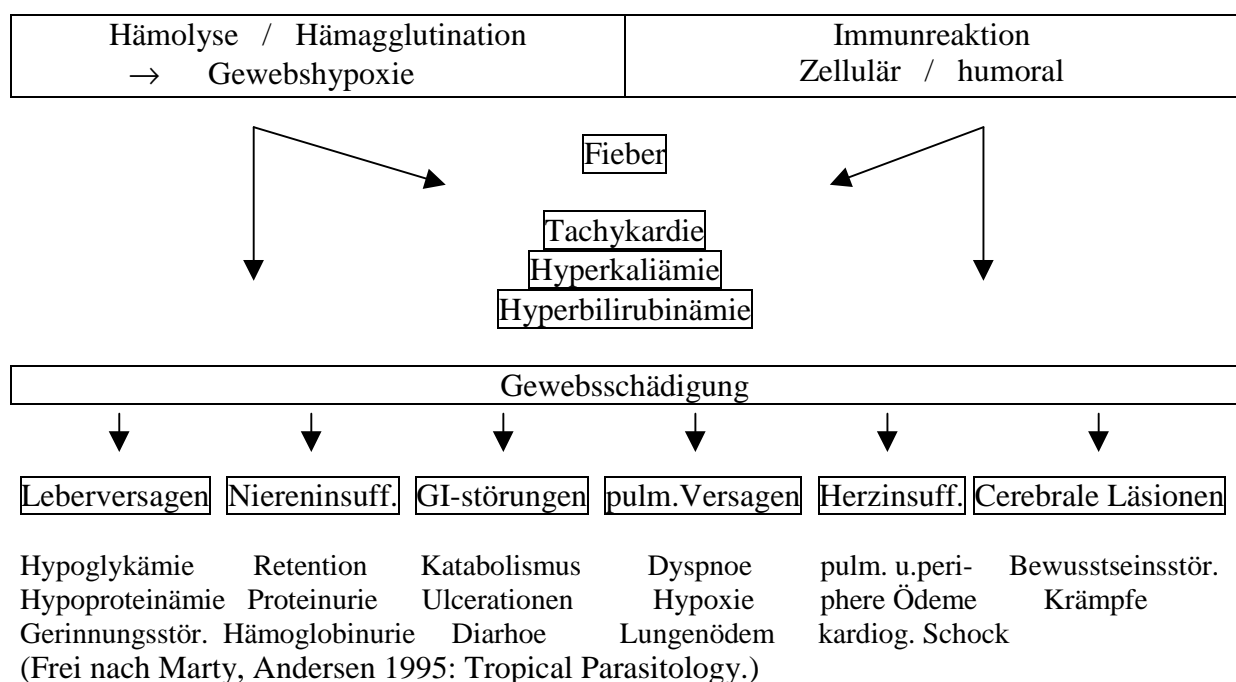 Hämolyse / Hämagglutination
→ Gewebshypoxie
Immunreaktion
Zellulär / humoral
Fieber
Tachykardie
Hyperkaliämie
Hyperbilirubinämie
Gewebsschädigung
Leberversagen Niereninsuff. GI-störungen pulm.Versagen Herzinsuff. Cerebrale Läsionen
Hypoglykämie Retention Katabolismus Dyspnoe pulm. u.peri- Bewusstseinsstör.
Hypoproteinämie Proteinurie Ulcerationen Hypoxie phere Ödeme Krämpfe
Gerinnungsstör. Hämoglobinurie Diarhoe Lungenödem kardiog. Schock
(Frei nach Marty, Andersen 1995: Tropical Parasitology.)